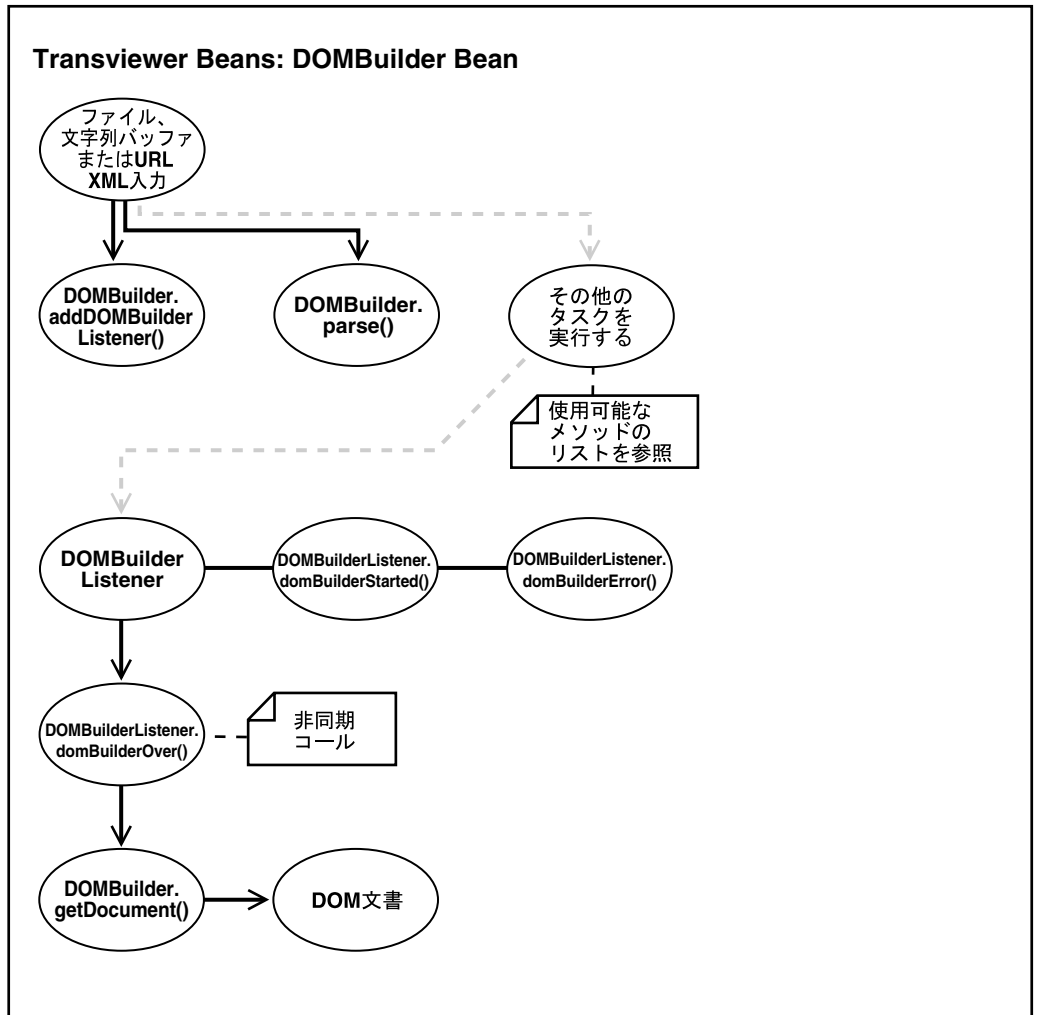 Transviewer Beans: DOMBuilder Bean
ファイル、
文字列バッファ
またはURL
XML入力
DOMBuilder.
addDOMBuilder
Listener()
DOMBuilder.
parse()
その他の
タスクを
実行する
使用可能な
メソッドの
リストを参照
DOMBuilder
Listener
DOMBuilderListener.
domBuilderStarted()
DOMBuilderListener.
domBuilderError()
DOMBuilderListener.
domBuilderOver()
非同期
コール
DOMBuilder.
getDocument()
DOM文書